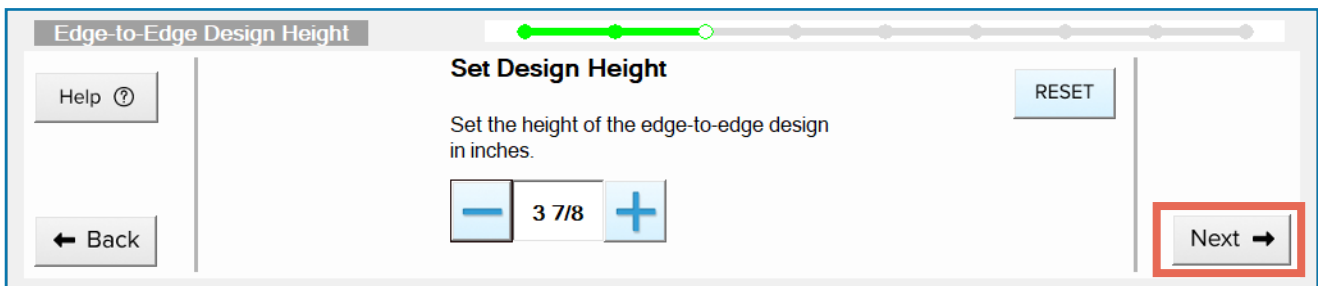 Edge-to-Edge Design Height
Help ?
Set Design Height
RESET
Set the height of the edge-to-edge design
in inches.
3 7/8
Back
Next